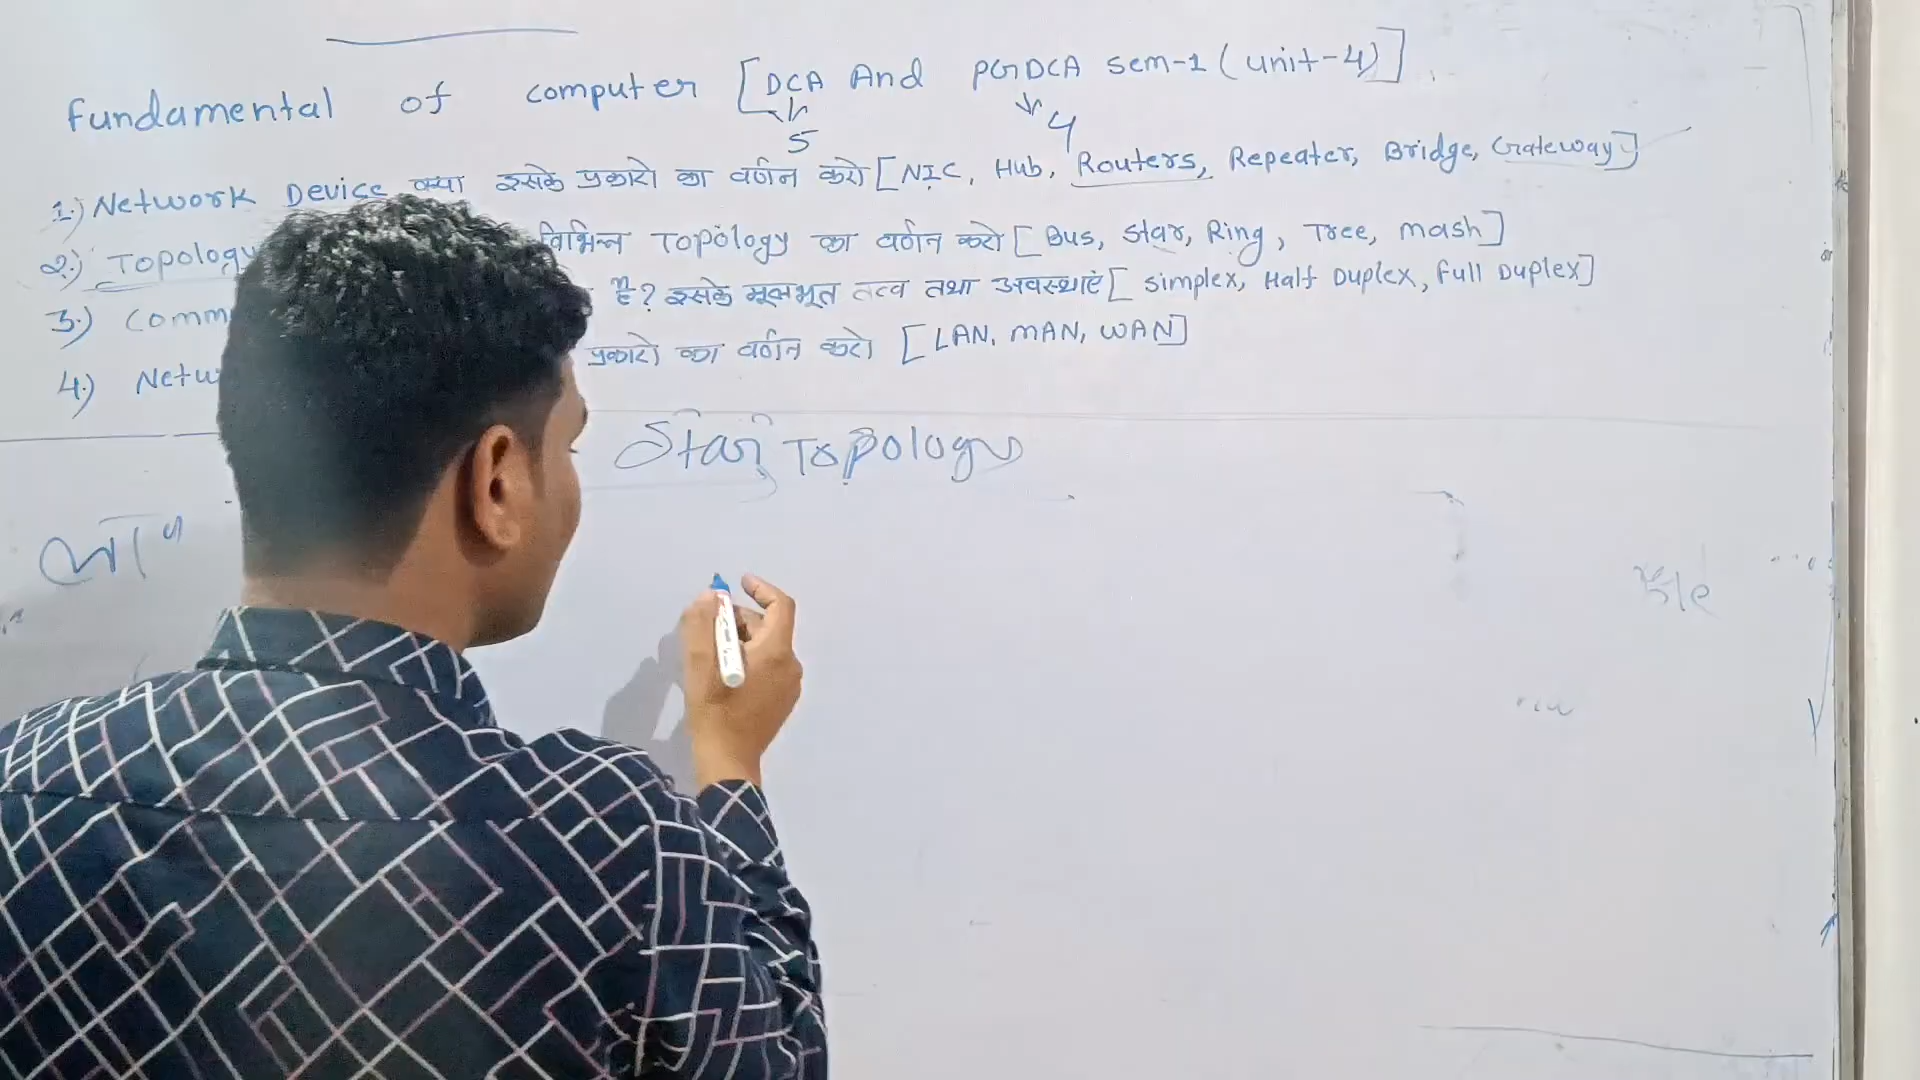 Fundamental of computer [DCA And PGDCA sem-1 (unit-4)]
5 4
1.) Network Device क्या इसके प्रकारो का वर्णन करो [NIC, Hub, Routers, Repeater, Bridge, Gateway]
2.) Topology विभिन्न Topology का वर्णन करो [Bus, Star, Ring, Tree, mash]
3.) Comm है? इसके मूलभूत तत्व तथा अवस्थाएं [simplex, Half Duplex, Full Duplex]
4.) Netw प्रकारो का वर्णन करो [LAN, MAN, WAN]
Star Topology